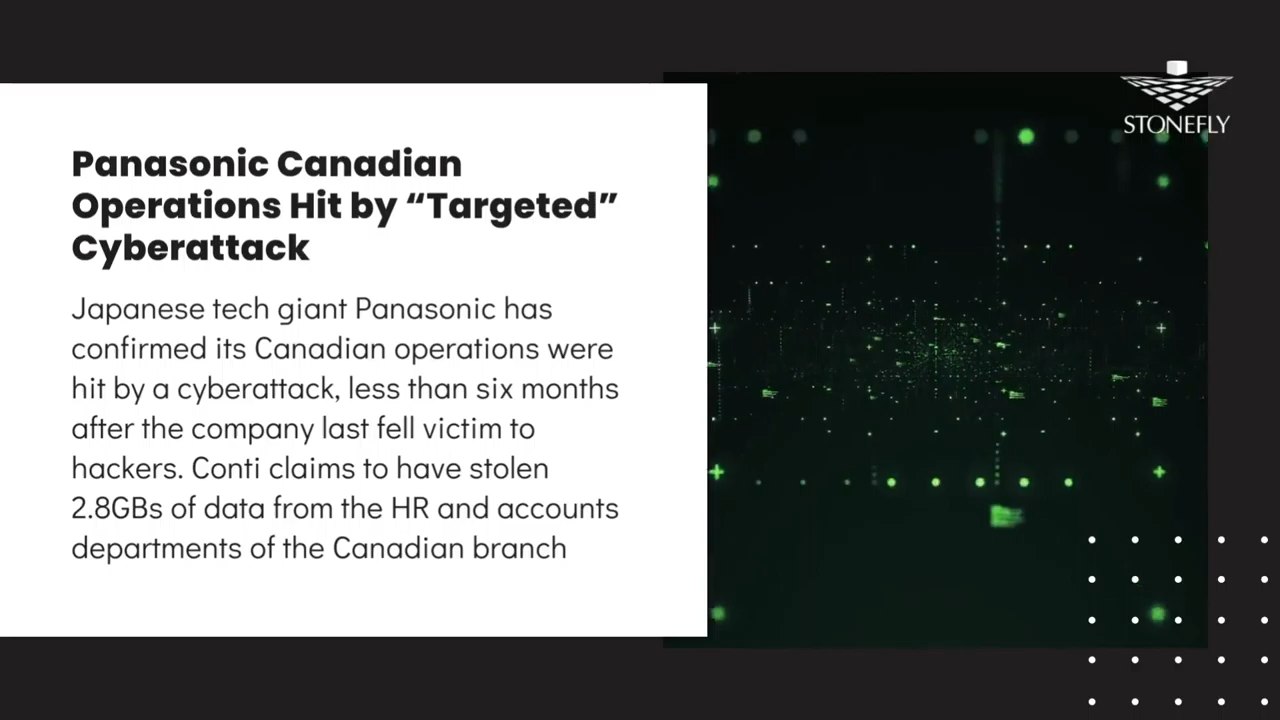 Panasonic Canadian
Operations Hit by “Targeted”
Cyberattack
Japanese tech giant Panasonic has
confirmed its Canadian operations were
hit by a cyberattack, less than six months
after the company last fell victim to
hackers. Conti claims to have stolen
2.8GBs of data from the HR and accounts
departments of the Canadian branch
STONEFLY